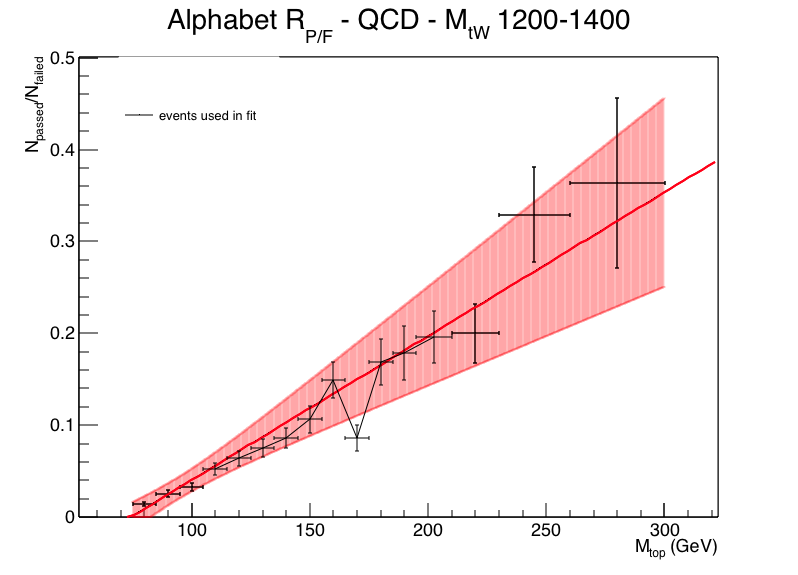 Alphabet R_P/F - QCD - M_tW 1200-1400
N_passed/N_failed
0.5
events used in fit
0.4
0.3
0.2
0.1
0
100 150 200 250 300
M_top (GeV)